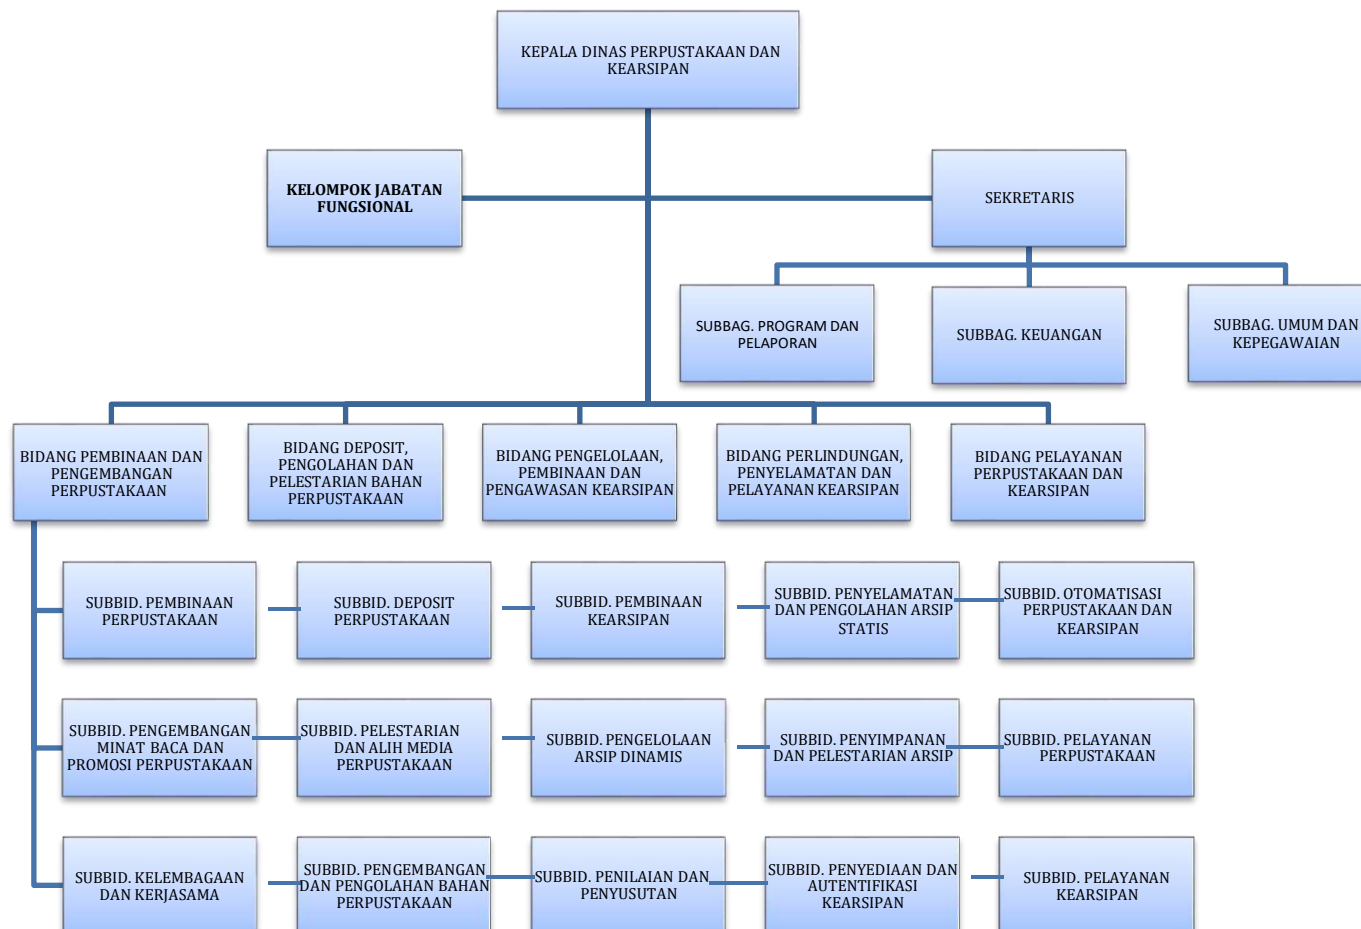 KEPALA DINAS PERPUSTAKAAN DAN
KEARSIPAN
KELOMPOK JABATAN
FUNGSIONAL
SEKRETARIS
SUBBAG. PROGRAM DAN
PELAPORAN
SUBBAG. KEUANGAN
SUBBAG. UMUM DAN
KEPEGAWAIAN
BIDANG PEMBINAAN DAN
PENGEMBANGAN
PERPUSTAKAAN
BIDANG DEPOSIT,
PENGOLAHAN DAN
PELESTARIAN BAHAN
PERPUSTAKAAN
BIDANG PENGELOLAAN,
PEMBINAAN DAN
PENGAWASAN KEARSIPAN
BIDANG PERLINDUNGAN,
PENYELAMATAN DAN
PELAYANAN KEARSIPAN
BIDANG PELAYANAN
PERPUSTAKAAN DAN
KEARSIPAN
SUBBID. PEMBINAAN
PERPUSTAKAAN
SUBBID. DEPOSIT
PERPUSTAKAAN
SUBBID. PEMBINAAN
KEARSIPAN
SUBBID. PENYELAMATAN
DAN PENGOLAHAN ARSIP
STATIS
SUBBID. OTOMATISASI
PERPUSTAKAAN DAN
KEARSIPAN
SUBBID. PENGEMBANGAN
MINAT BACA DAN
PROMOSI PERPUSTAKAAN
SUBBID. PELESTARIAN
DAN ALIH MEDIA
PERPUSTAKAAN
SUBBID. PENGELOLAAN
ARSIP DINAMIS
SUBBID. PENYIMPANAN
DAN PELESTARIAN ARSIP
SUBBID. PELAYANAN
PERPUSTAKAAN
SUBBID. KELEMBAGAAN
DAN KERJASAMA
SUBBID. PENGEMBANGAN
DAN PENGOLAHAN BAHAN
PERPUSTAKAAN
SUBBID. PENILAIAN DAN
PENYUSUTAN
SUBBID. PENYEDIAAN DAN
AUTENTIFIKASI
KEARSIPAN
SUBBID. PELAYANAN
KEARSIPAN